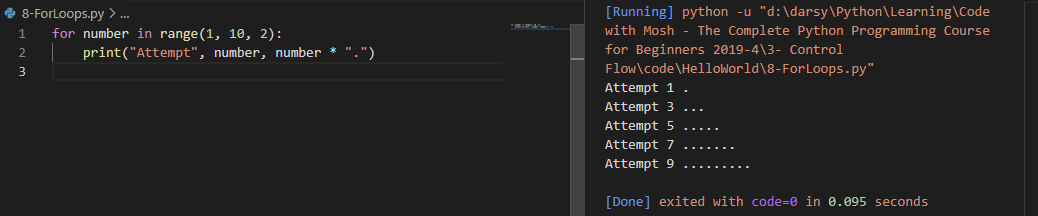 8-ForLoops.py > ...
1 for number in range(1, 10, 2):
2     print("Attempt", number, number * ".")
3
[Running] python -u "d:\darsy\Python\Learning\Code
with Mosh - The Complete Python Programming Course
for Beginners 2019-4\3- Control
Flow\code\HelloWorld\8-ForLoops.py"
Attempt 1 .
Attempt 3 ...
Attempt 5 .....
Attempt 7 .......
Attempt 9 .........
[Done] exited with code=0 in 0.095 seconds